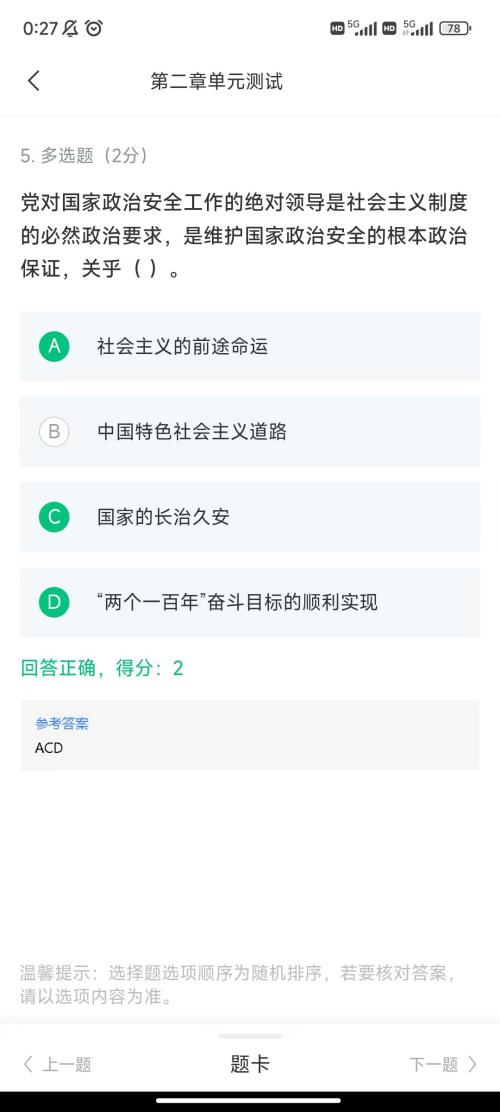 0:27 HD 5G HD 5G 78
第二章单元测试
5. 多选题（2分）
党对国家政治安全工作的绝对领导是社会主义制度
的必然政治要求，是维护国家政治安全的根本政治
保证，关乎（ ）。
A 社会主义的前途命运
B 中国特色社会主义道路
C 国家的长治久安
D “两个一百年”奋斗目标的顺利实现
回答正确，得分：2
参考答案
ACD
温馨提示：选择题选项顺序为随机排序，若要核对答案，
请以选项内容为准。
上一题 题卡 下一题